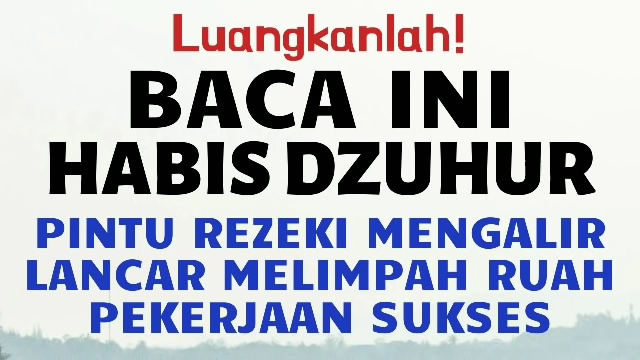 Luangkanlah!
BACA INI
HABIS DZUHUR
PINTU REZEKI MENGALIR
LANCAR MELIMPAH RUAH
PEKERJAAN SUKSES